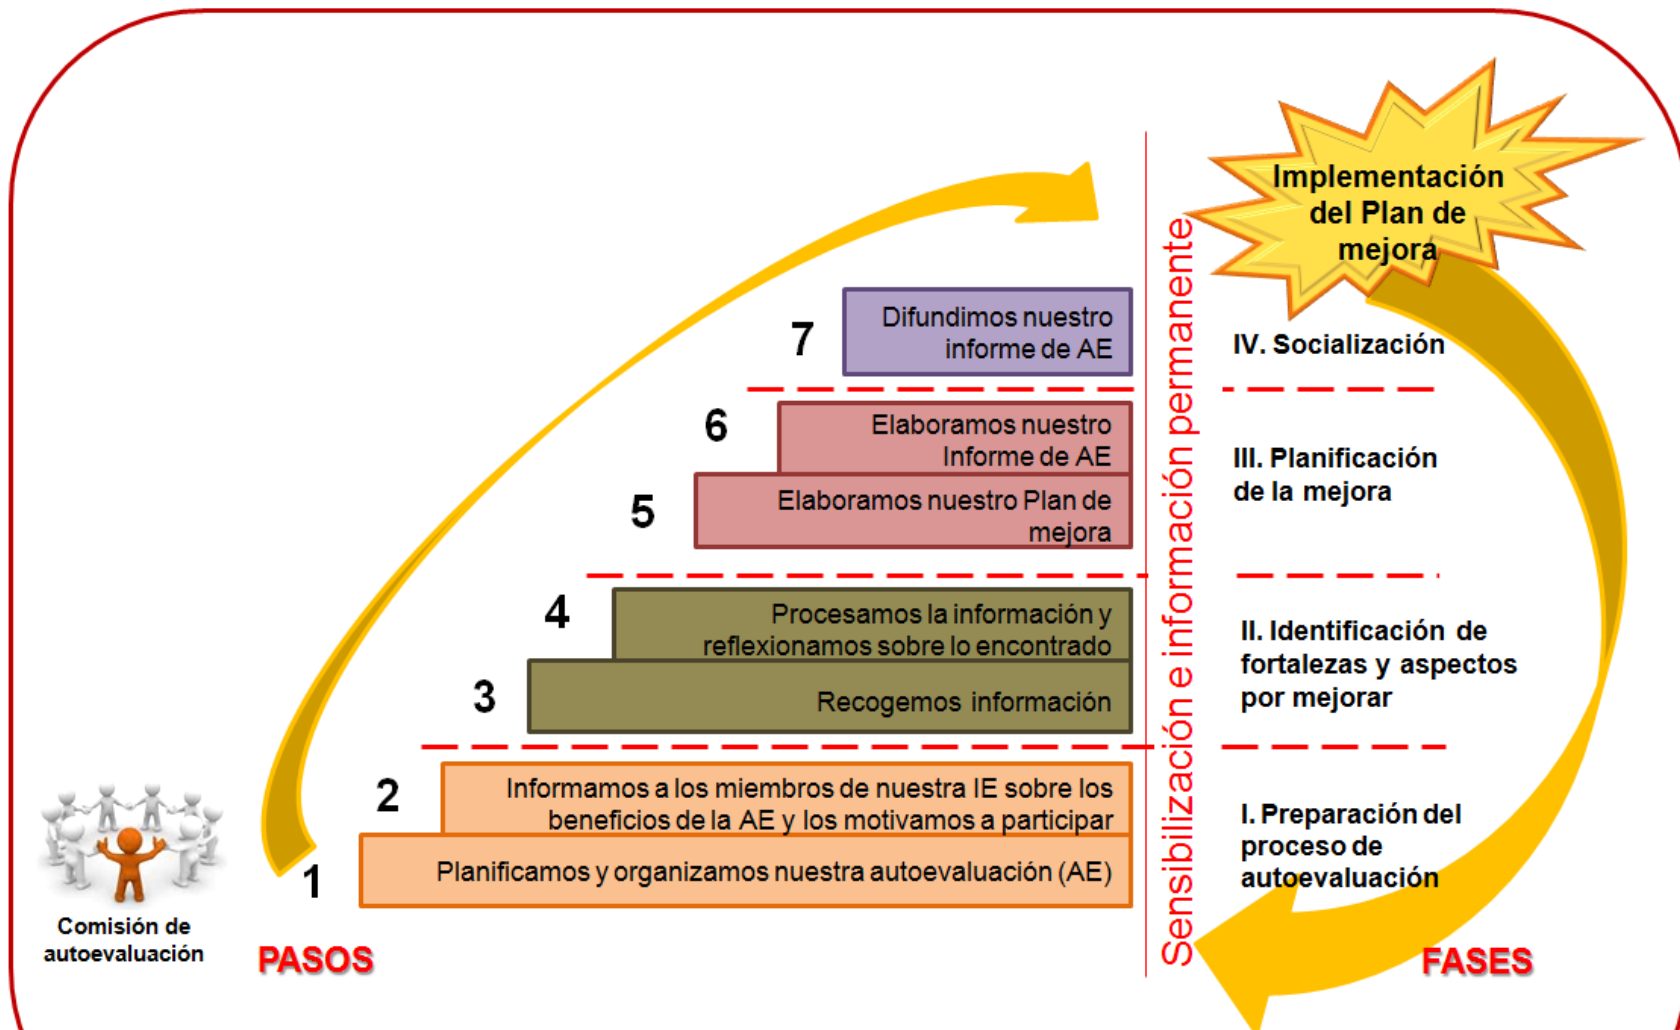 Implementación
del Plan de
mejora
7
Difundimos nuestro
informe de AE
IV. Socialización
6
Elaboramos nuestro
Informe de AE
5
Elaboramos nuestro Plan de
mejora
III. Planificación
de la mejora
4
Procesamos la información y
reflexionamos sobre lo encontrado
3
Recogemos información
II. Identificación de
fortalezas y aspectos
por mejorar
2
Informamos a los miembros de nuestra IE sobre los
beneficios de la AE y los motivamos a participar
1
Planificamos y organizamos nuestra autoevaluación (AE)
I. Preparación del
proceso de
autoevaluación
Sensibilización e información permanente
Comisión de
autoevaluación
PASOS
FASES